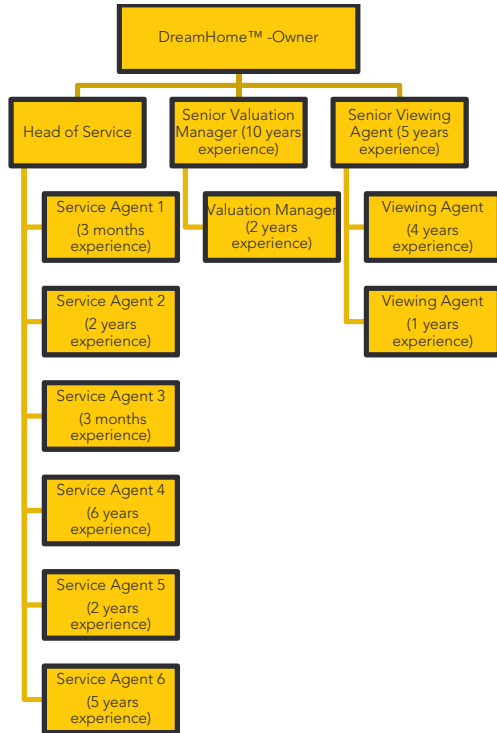 DreamHome™ -Owner
Head of Service
Senior Valuation
Manager (10 years
experience)
Senior Viewing
Agent (5 years
experience)
Service Agent 1
(3 months
experience)
Service Agent 2
(2 years
experience)
Service Agent 3
(3 months
experience)
Service Agent 4
(6 years
experience)
Service Agent 5
(2 years
experience)
Service Agent 6
(5 years
experience)
Valuation Manager
(2 years
experience)
Viewing Agent
(4 years
experience)
Viewing Agent
(1 years
experience)